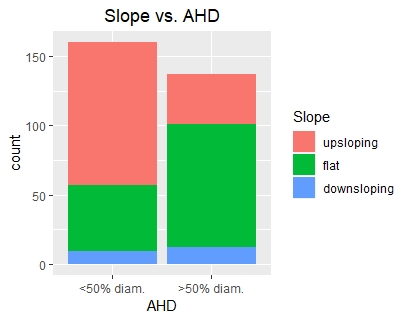 Slope vs. AHD
150
100
50
0
count
<50% diam.
>50% diam.
AHD
Slope
upsloping
flat
downsloping